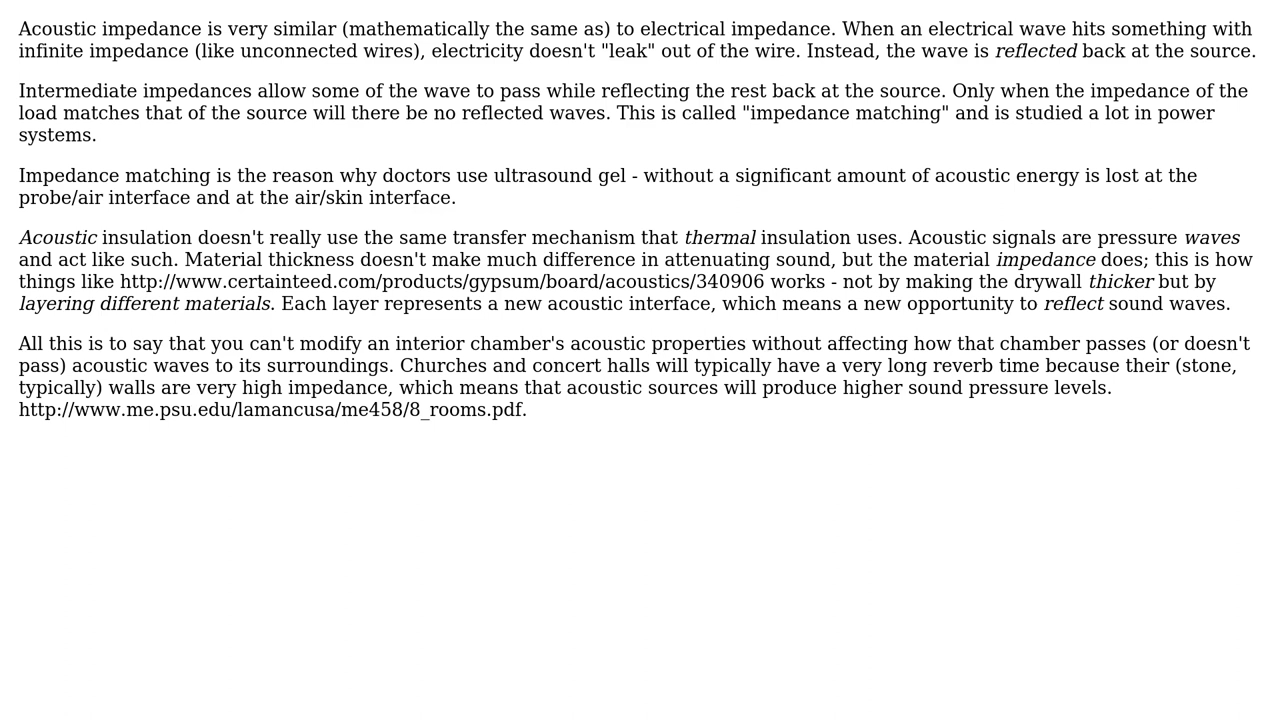 Acoustic impedance is very similar (mathematically the same as) to electrical impedance. When an electrical wave hits something with
infinite impedance (like unconnected wires), electricity doesn't "leak" out of the wire. Instead, the wave is reflected back at the source.
Intermediate impedances allow some of the wave to pass while reflecting the rest back at the source. Only when the impedance of the
load matches that of the source will there be no reflected waves. This is called "impedance matching" and is studied a lot in power
systems.
Impedance matching is the reason why doctors use ultrasound gel - without a significant amount of acoustic energy is lost at the
probe/air interface and at the air/skin interface.
Acoustic insulation doesn't really use the same transfer mechanism that thermal insulation uses. Acoustic signals are pressure waves
and act like such. Material thickness doesn't make much difference in attenuating sound, but the material impedance does; this is how
things like http://www.certainteed.com/products/gypsum/board/acoustics/340906 works - not by making the drywall thicker but by
layering different materials. Each layer represents a new acoustic interface, which means a new opportunity to reflect sound waves.
All this is to say that you can't modify an interior chamber's acoustic properties without affecting how that chamber passes (or doesn't
pass) acoustic waves to its surroundings. Churches and concert halls will typically have a very long reverb time because their (stone,
typically) walls are very high impedance, which means that acoustic sources will produce higher sound pressure levels.
http://www.me.psu.edu/lamancusa/me458/8_rooms.pdf.